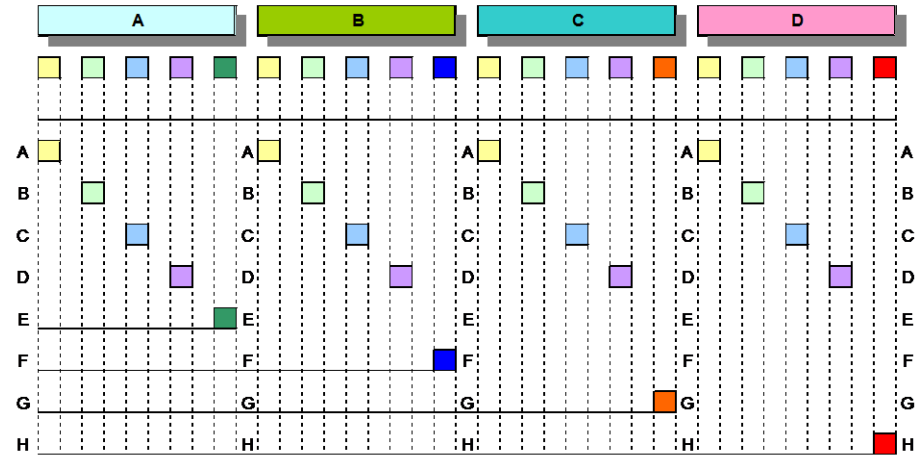 A B C D
A A A A A
B B B B B
C C C C C
D D D D D
E E E E E
F F F F F
G G G G G
H H H H H